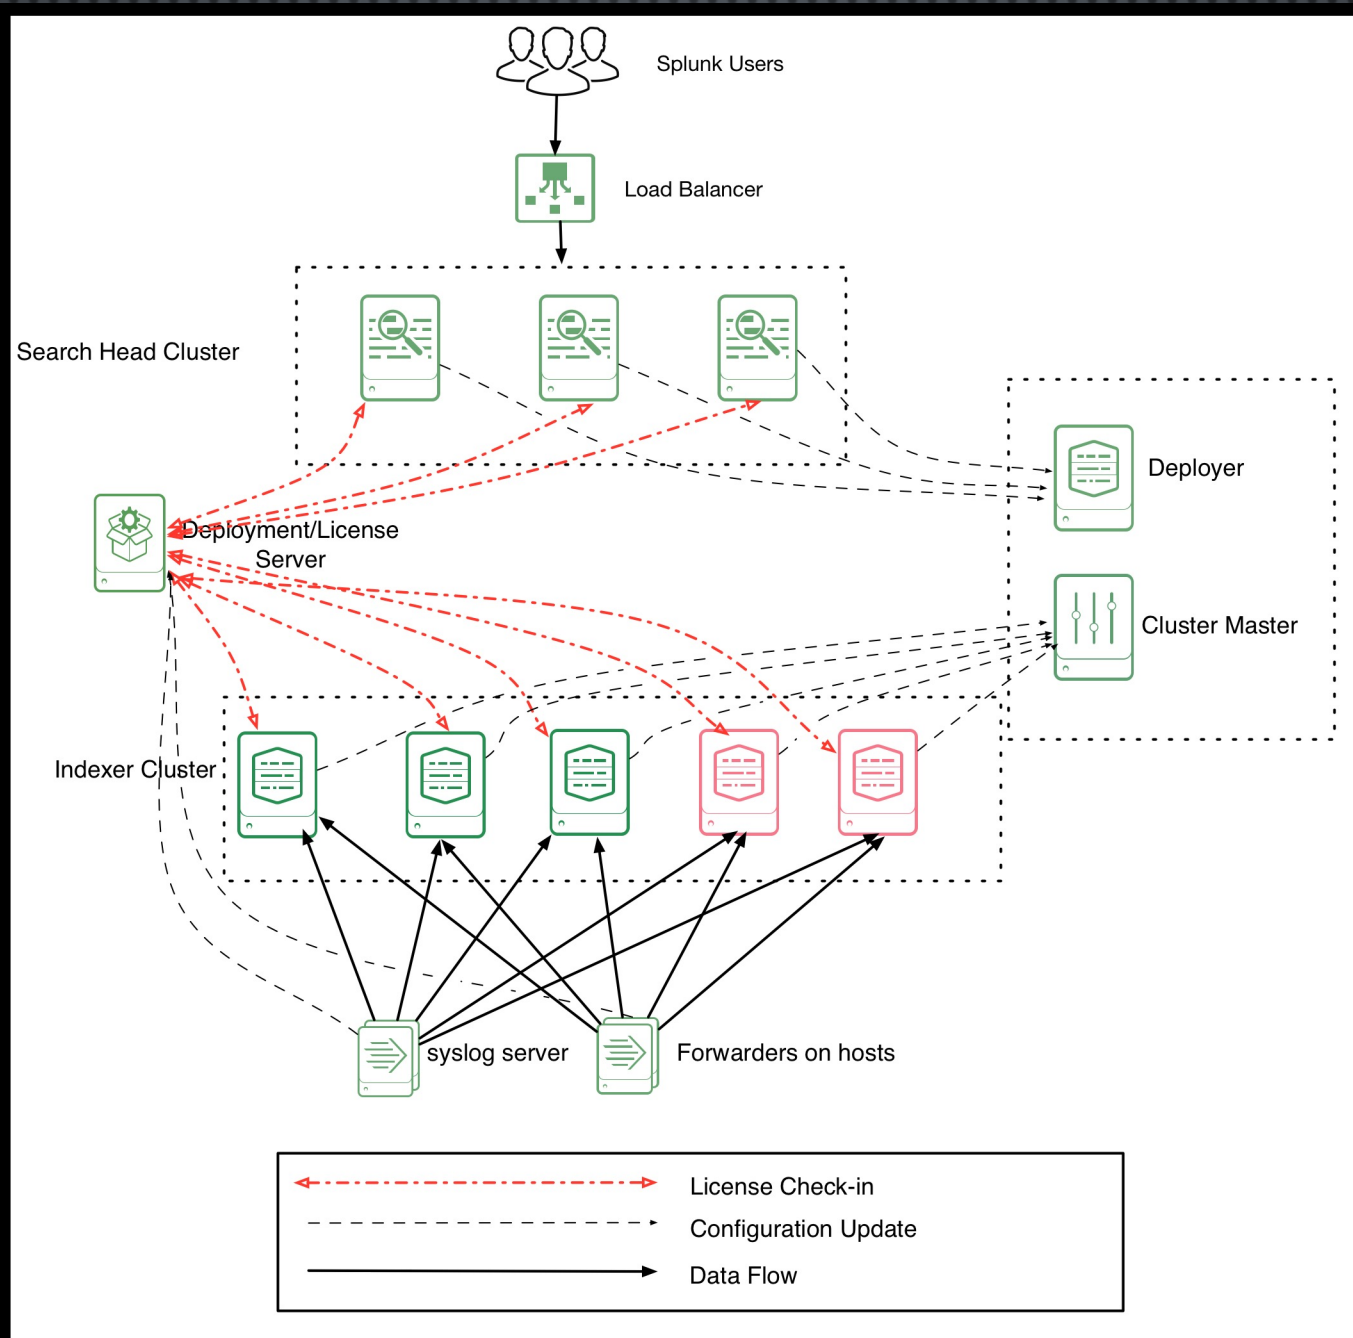 Splunk Users
Load Balancer
Search Head Cluster
Deployer
Deployment/License
Server
Cluster Master
Indexer Cluster
syslog server
Forwarders on hosts
License Check-in
Configuration Update
Data Flow